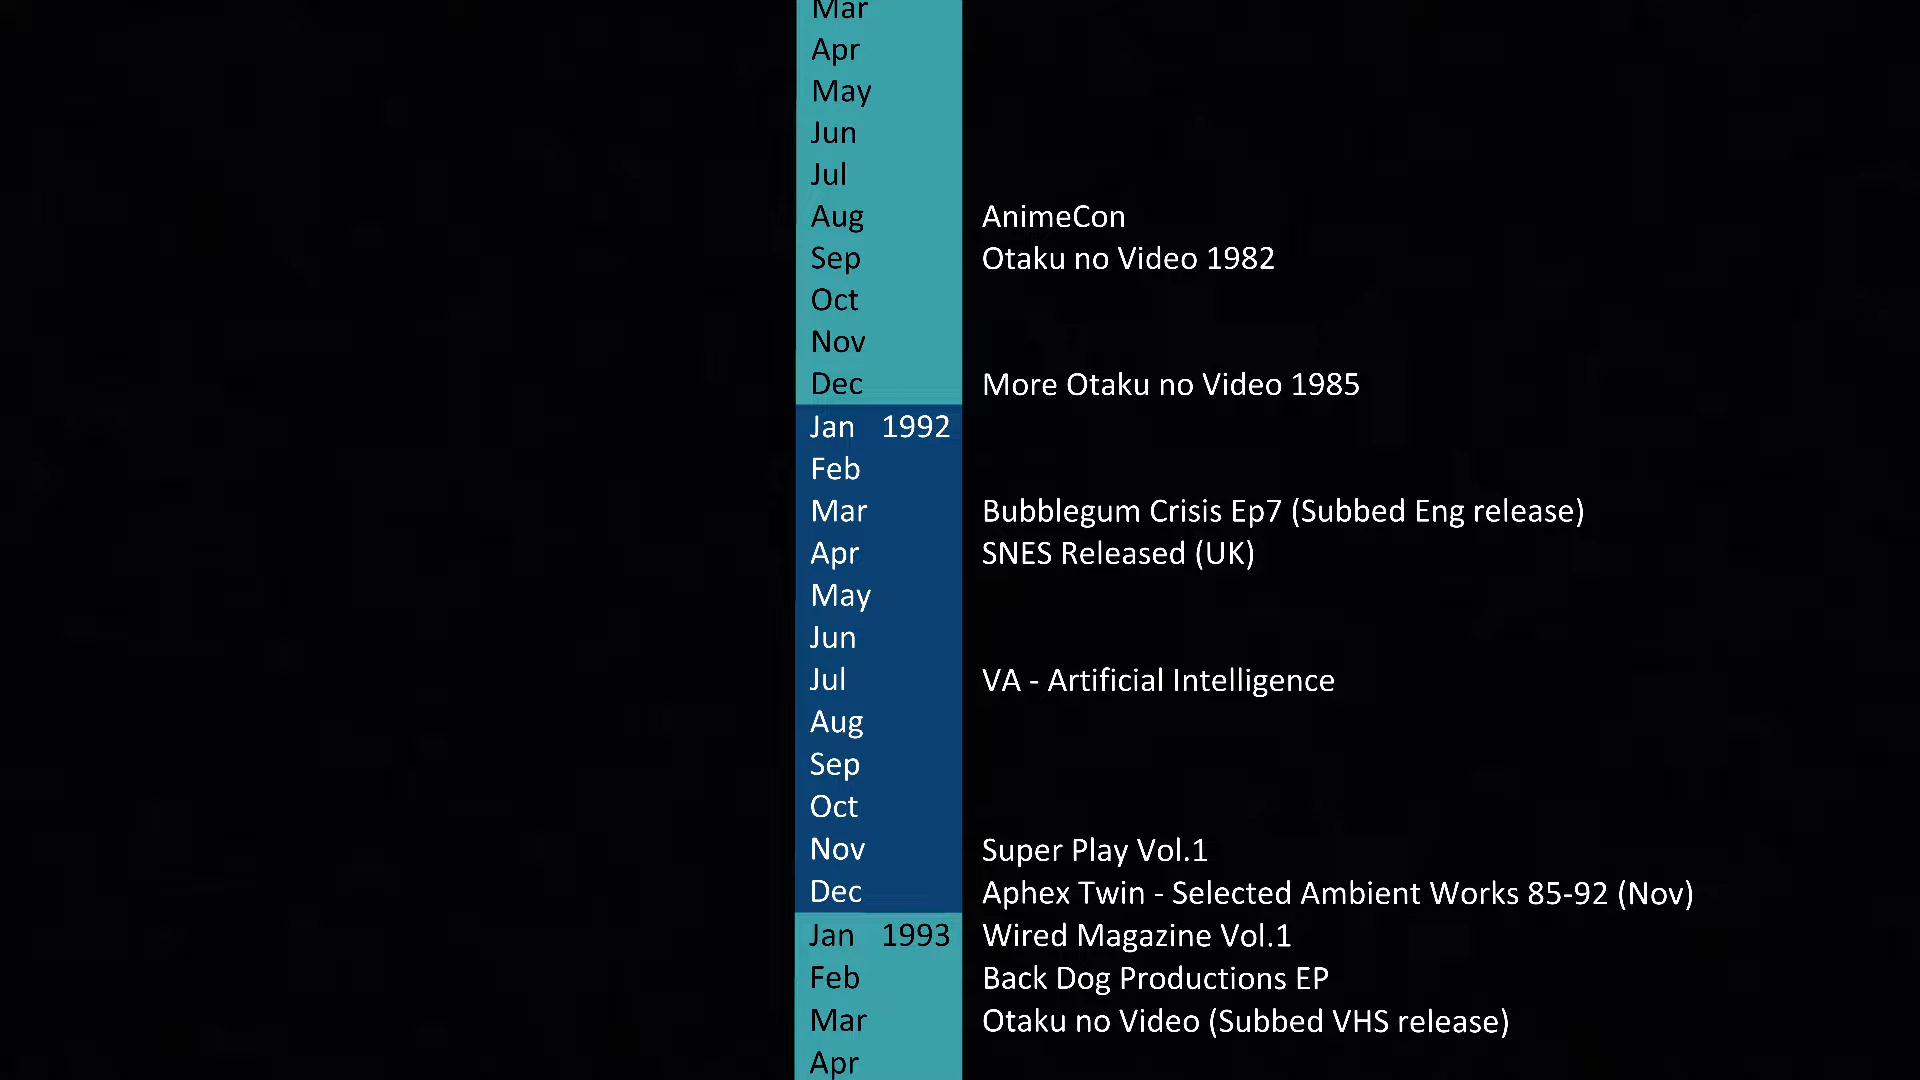 Mar
Apr
May
Jun
Jul
Aug AnimeCon
Sep Otaku no Video 1982
Oct
Nov
Dec More Otaku no Video 1985
Jan 1992
Feb
Mar Bubblegum Crisis Ep7 (Subbed Eng release)
Apr SNES Released (UK)
May
Jun
Jul VA - Artificial Intelligence
Aug
Sep
Oct
Nov Super Play Vol.1
Dec Aphex Twin - Selected Ambient Works 85-92 (Nov)
Jan 1993 Wired Magazine Vol.1
Feb Back Dog Productions EP
Mar Otaku no Video (Subbed VHS release)
Apr